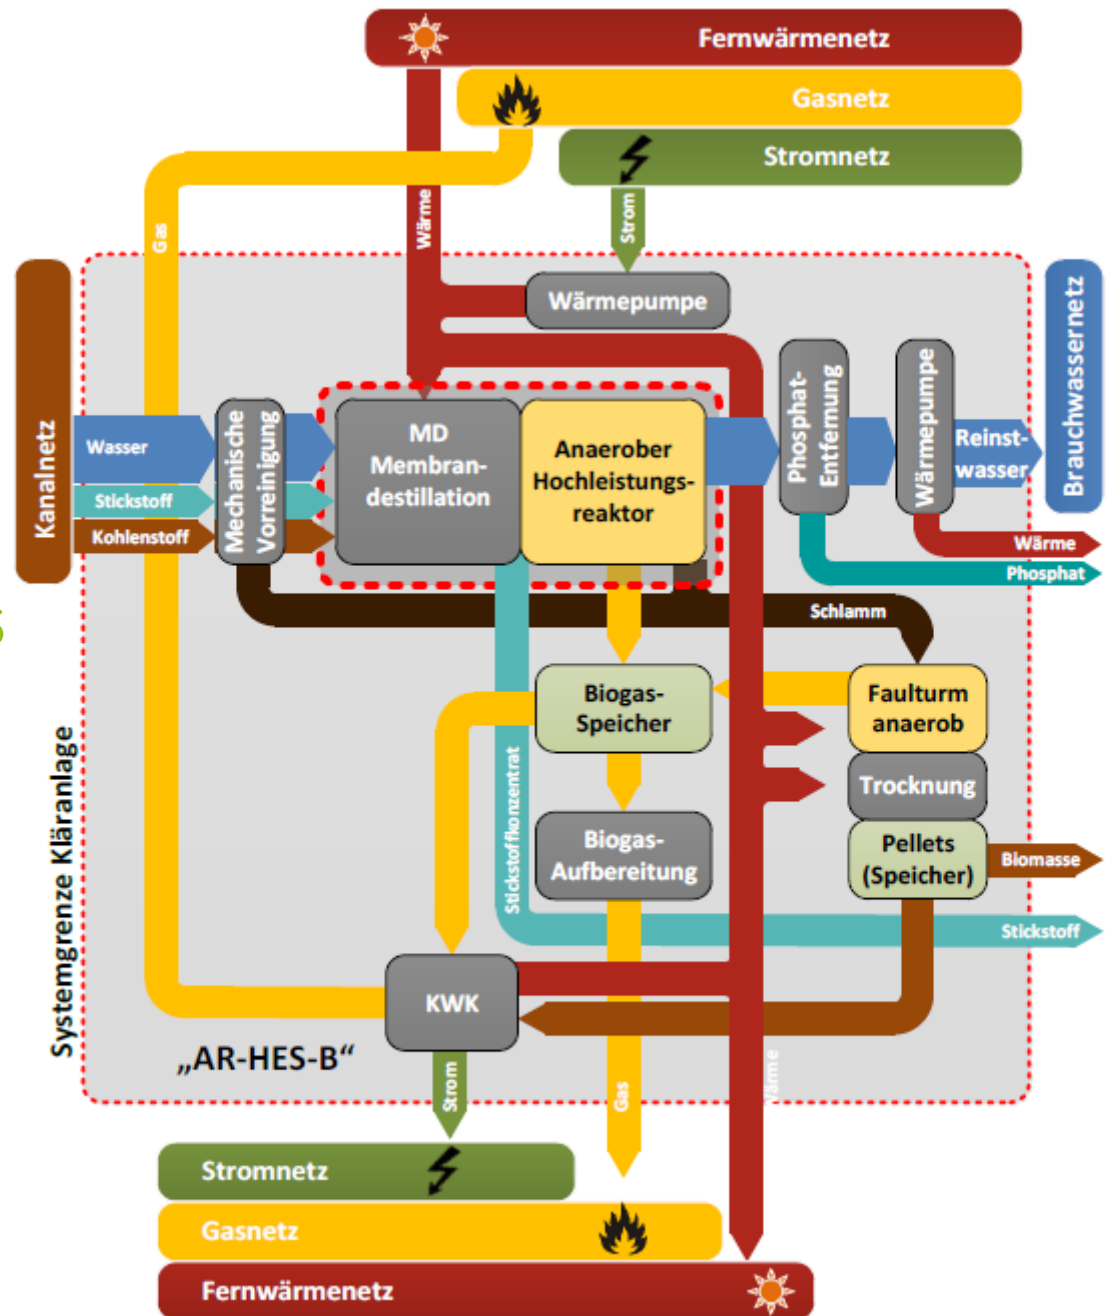 Fernwärmenetz
Gasnetz
Stromnetz
Gas
Wärme
Strom
Wärmepumpe
Kanalnetz
Wasser
Stickstoff
Kohlenstoff
Mechanische
Vorreinigung
MD
Membran-
destillation
Anaerober
Hochleistungs-
reaktor
Phosphat-
Entfernung
Wärmepumpe
Reinst-
wasser
Brauchwassernetz
Wärme
Phosphat
Schlamm
Biogas-
Speicher
Faulturm
anaerob
Trocknung
Pellets
(Speicher)
Biomasse
Stickstoffkonzentrat
Biogas-
Aufbereitung
Stickstoff
Systemgrenze Kläranlage
KWK
„AR-HES-B“
Strom
Gas
Wärme
Stromnetz
Gasnetz
Fernwärmenetz